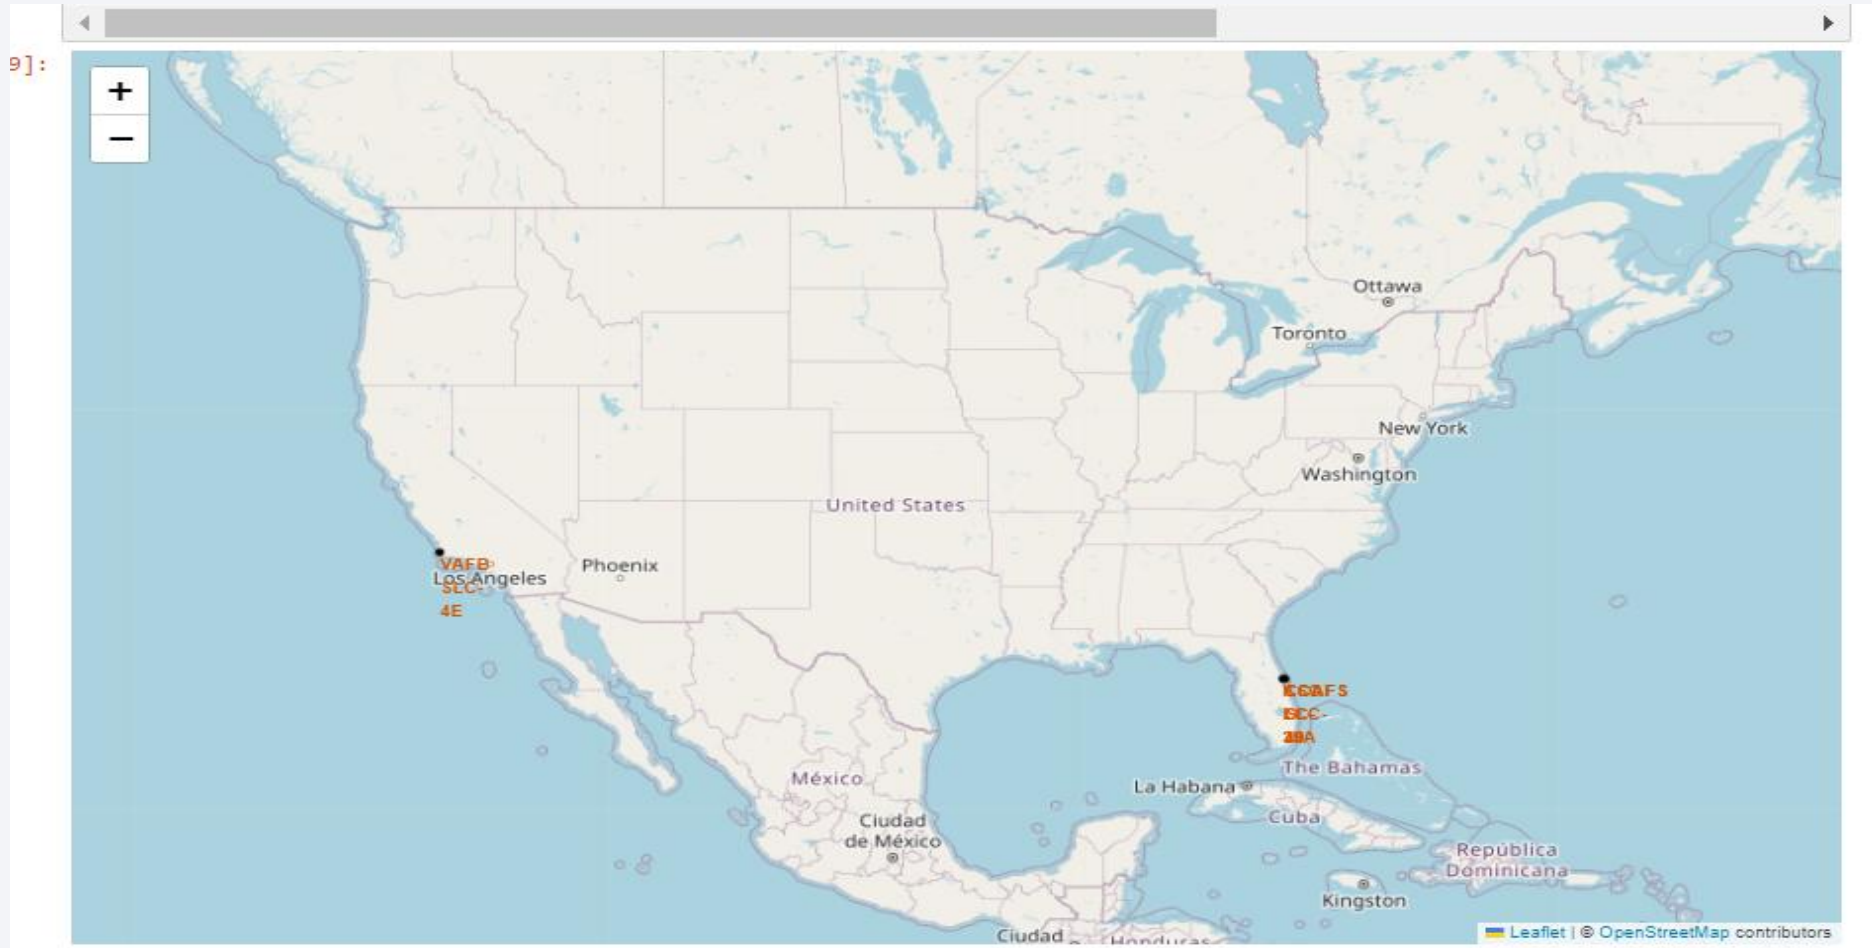 9]:
+
−
Ottawa
Toronto
New York
Washington
United States
VAFB
Los Angeles
SLC-
4E
Phoenix
The Bahamas
México
La Habana
Cuba
Ciudad
de México
República
Dominicana
Kingston
Ciudad
Honduras
Leaflet | © OpenStreetMap contributors